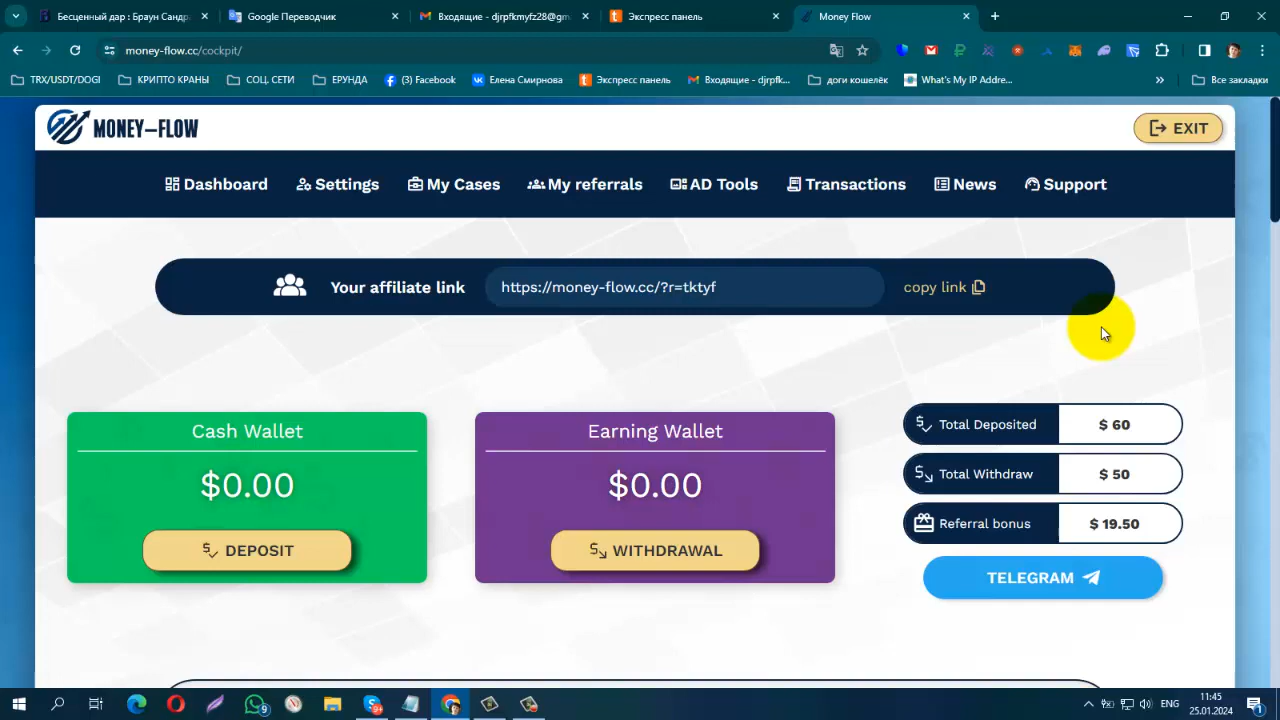 Бесценный дар : Браун Сандра
Google Переводчик
Входящие - djrpfkmyfz28@gm
Экспресс панель
Money Flow
money-flow.cc/cockpit/
TRX/USDT/DOGI
КРИПТО КРАНЫ
СОЦ. СЕТИ
ЕРУНДА
(3) Facebook
Елена Смирнова
Экспресс панель
Входящие - djrpfk...
доги кошелёк
What's My IP Addre...
Все закладки
MONEY-FLOW
EXIT
Dashboard
Settings
My Cases
My referrals
AD Tools
Transactions
News
Support
Your affiliate link
https://money-flow.cc/?r=tktyf
copy link
Cash Wallet
$0.00
DEPOSIT
Earning Wallet
$0.00
WITHDRAWAL
Total Deposited
$ 60
Total Withdraw
$ 50
Referral bonus
$ 19.50
TELEGRAM
9
9+
ENG
11:45
25.01.2024
1